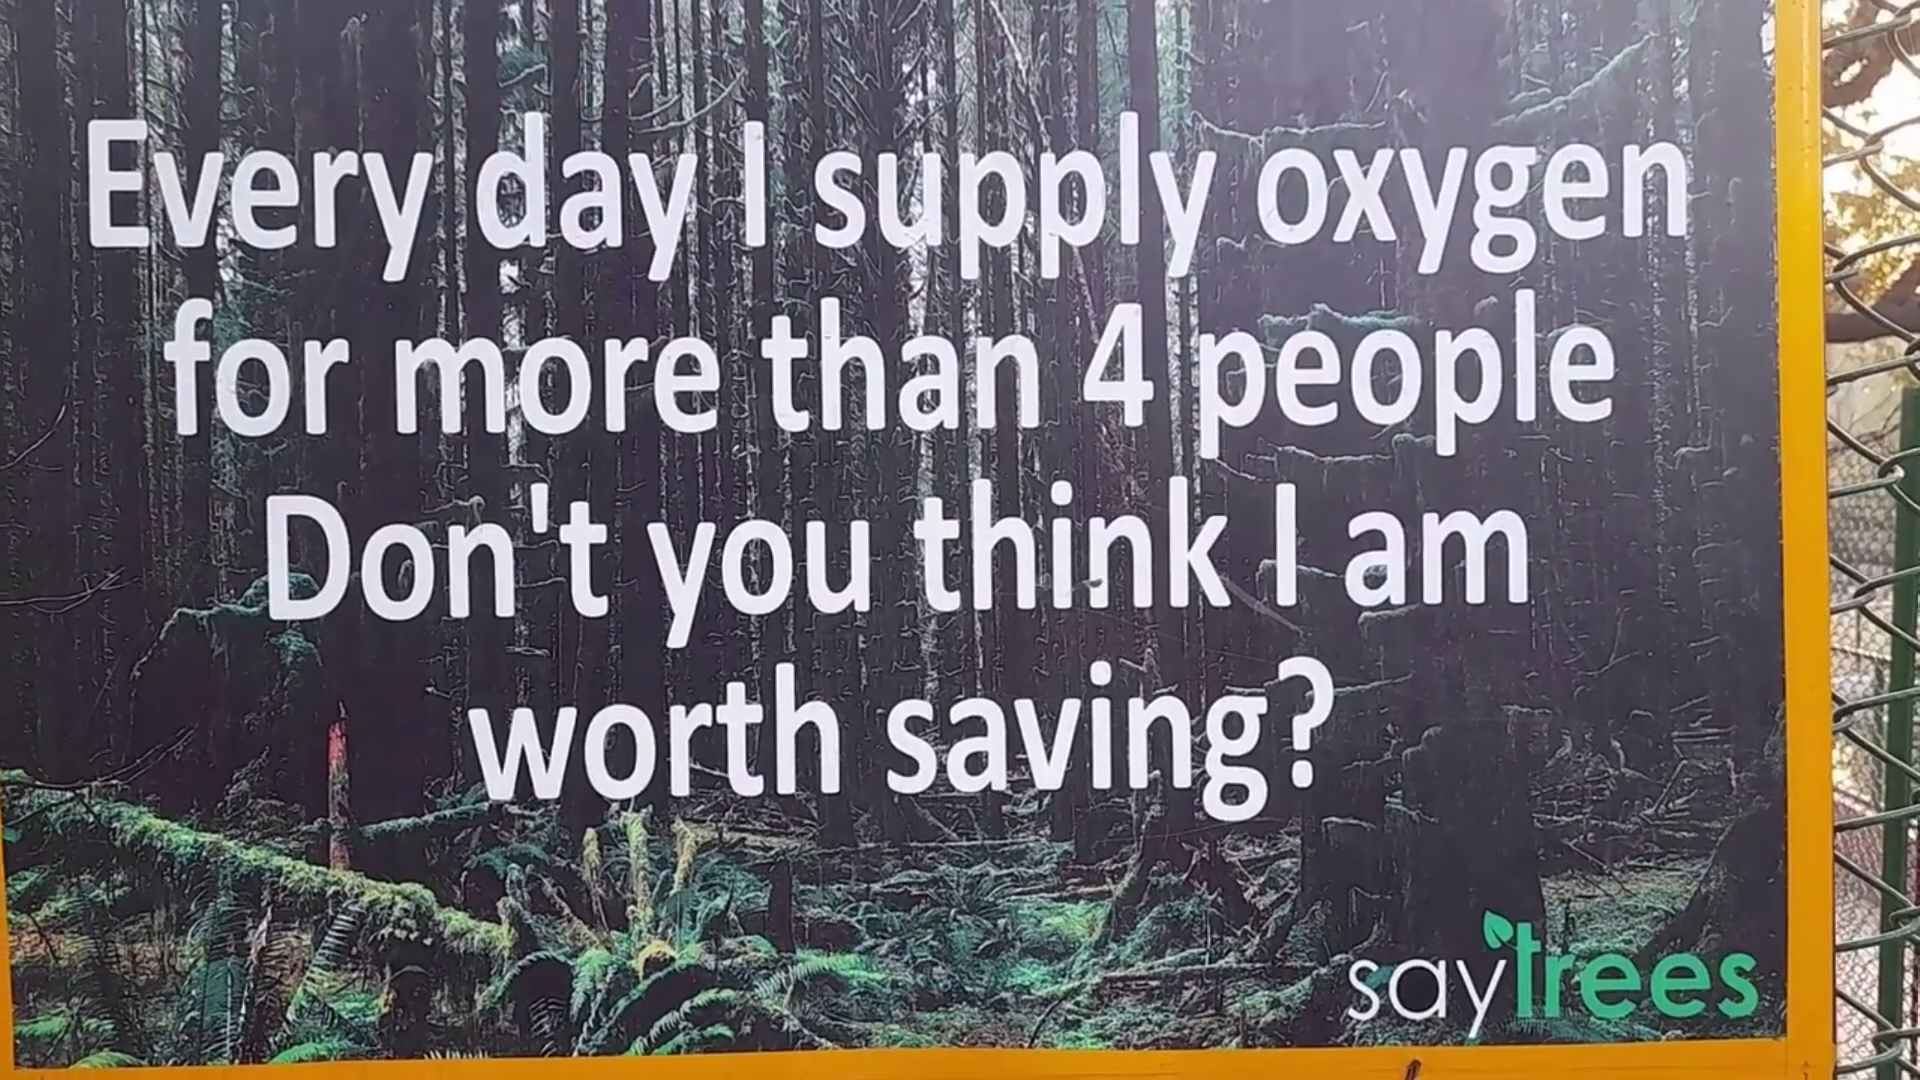 Every day I supply oxygen
for more than 4 people
Don't you think I am
worth saving?
saytrees